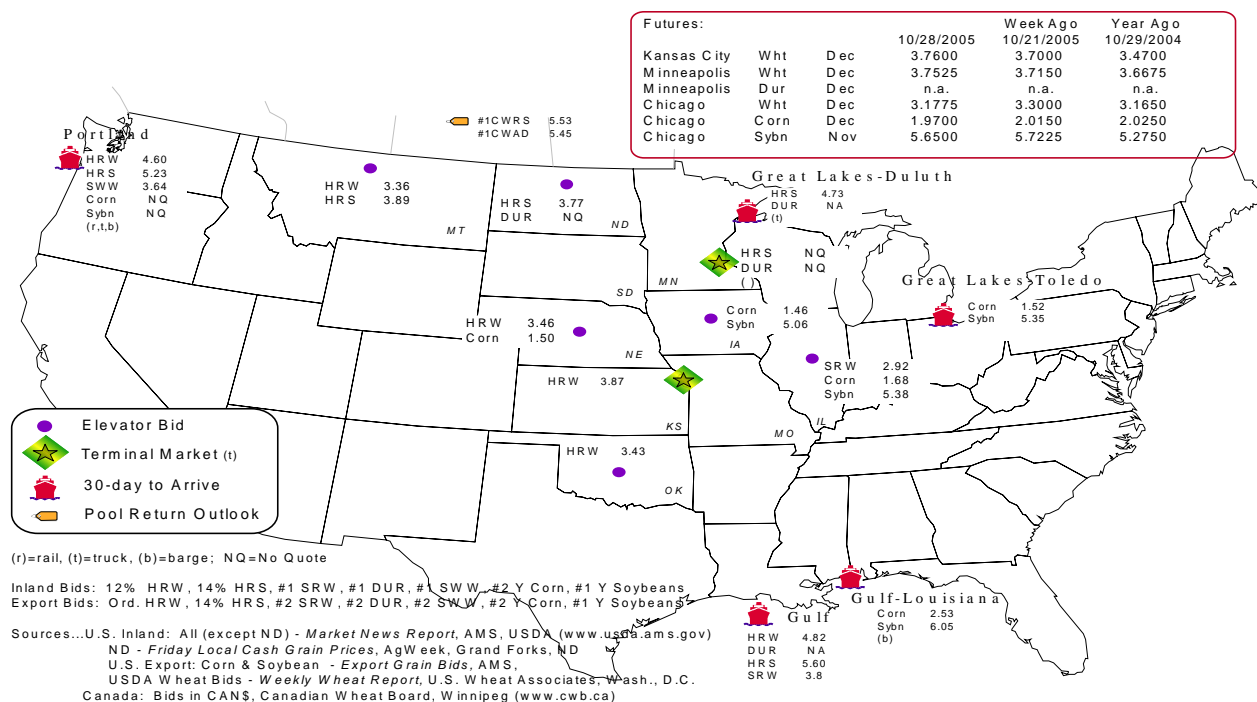 Futures: Week Ago Year Ago
10/28/2005 10/21/2005 10/29/2004
Kansas City Wht Dec 3.7600 3.7000 3.4700
Minneapolis Wht Dec 3.7525 3.7150 3.6675
Minneapolis Dur Dec n.a. n.a. n.a.
Chicago Wht Dec 3.1775 3.3000 3.1650
Chicago Corn Dec 1.9700 2.0150 2.0250
Chicago Sybn Nov 5.6500 5.7225 5.2750
#1CWRS 5.53
#1CWAD 5.45
Portland
HRW 4.60
HRS 5.23
SWW 3.64
Corn NQ
Sybn NQ
(r,t,b)
HRW 3.36
HRS 3.89
MT
HRS 3.77
DUR NQ
ND
Great Lakes-Duluth
HRS 4.73
DUR NA
(t)
HRS NQ
DUR NQ
( )
MN
SD
Great Lakes-Toledo
Corn 1.52
Sybn 5.35
HRW 3.46
Corn 1.50
NE
Corn 1.46
Sybn 5.06
IA
SRW 2.92
Corn 1.68
Sybn 5.38
IL
HRW 3.87
KS
MO
HRW 3.43
OK
Elevator Bid
Terminal Market (t)
30-day to Arrive
Pool Return Outlook
(r)=rail, (t)=truck, (b)=barge; NQ=No Quote
Inland Bids: 12% HRW, 14% HRS, #1 SRW, #1 DUR, #1 SWW, #2 Y Corn, #1 Y Soybeans
Export Bids: Ord. HRW, 14% HRS, #2 SRW, #2 DUR, #2 SWW, #2 Y Corn, #1 Y Soybeans
Sources...U.S. Inland: All (except ND) - Market News Report, AMS, USDA (www.usda.ams.gov)
ND - Friday Local Cash Grain Prices, AgWeek, Grand Forks, ND
U.S. Export: Corn & Soybean - Export Grain Bids, AMS,
USDA Wheat Bids - Weekly Wheat Report, U.S. Wheat Associates, Wash., D.C.
Canada: Bids in CAN$, Canadian Wheat Board, Winnipeg (www.cwb.ca)
Gulf
HRW 4.82
DUR NA
HRS 5.60
SRW 3.8
Gulf-Louisiana
Corn 2.53
Sybn 6.05
(b)